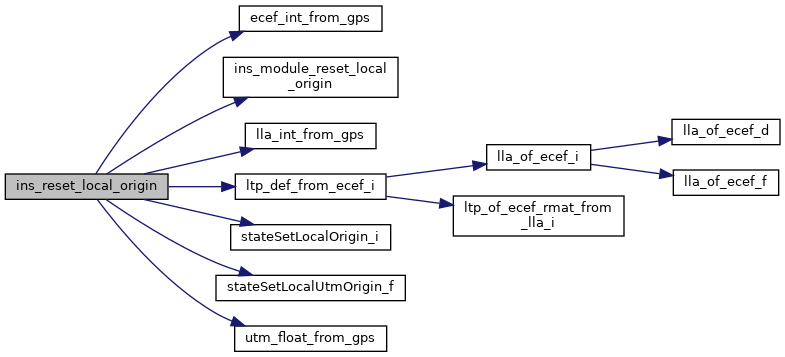 ecef_int_from_gps
ins_module_reset_local
_origin
lla_int_from_gps
ins_reset_local_origin
ltp_def_from_ecef_i
lla_of_ecef_i
lla_of_ecef_d
lla_of_ecef_f
ltp_of_ecef_rmat_from
_lla_i
stateSetLocalOrigin_i
stateSetLocalUtmOrigin_f
utm_float_from_gps